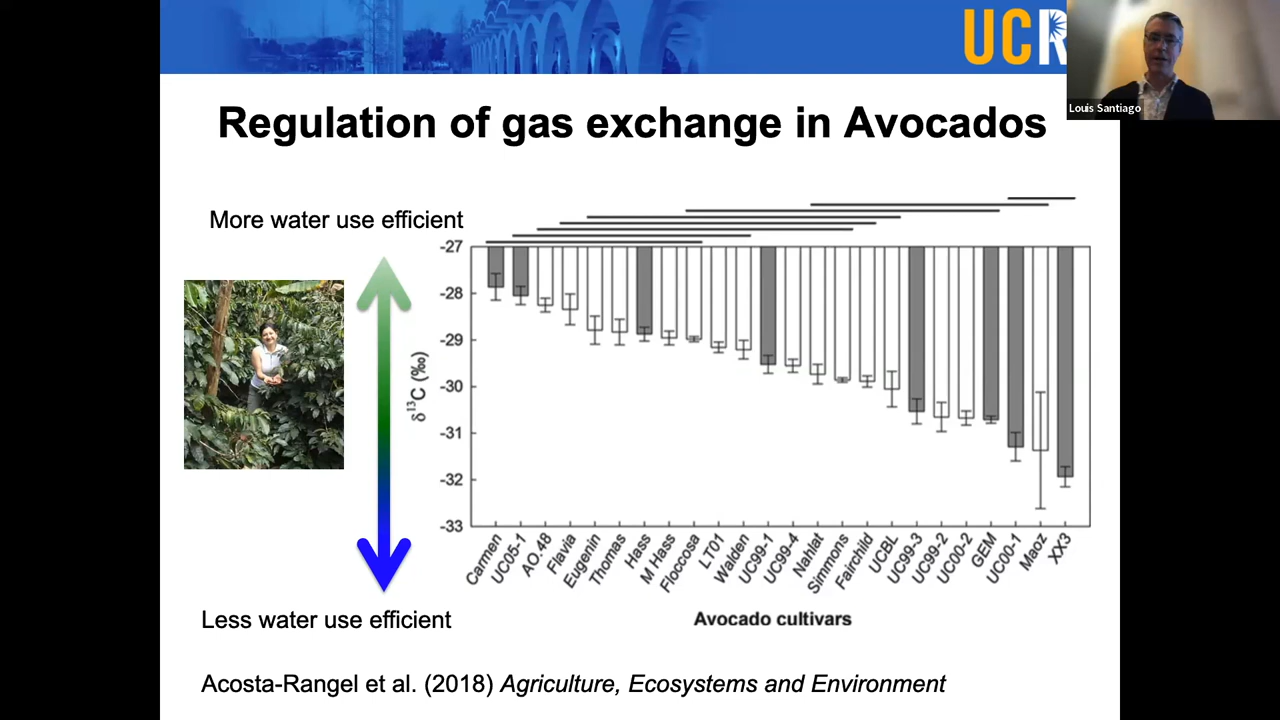 UCR
Louis Santiago
Regulation of gas exchange in Avocados
More water use efficient
-27
-28
-29
-30
-31
-32
-33
δ¹³C (‰)
Carmen
UC05-1
AO.48
Flavia
Eugenin
Thomas
Hass
M Hass
Floccosa
LT01
Walden
UC99-1
UC99-4
Nahlat
Simmons
Fairchild
UCBL
UC99-3
UC99-2
UC00-2
GEM
UC00-1
Maoz
XX3
Avocado cultivars
Less water use efficient
Acosta-Rangel et al. (2018) Agriculture, Ecosystems and Environment